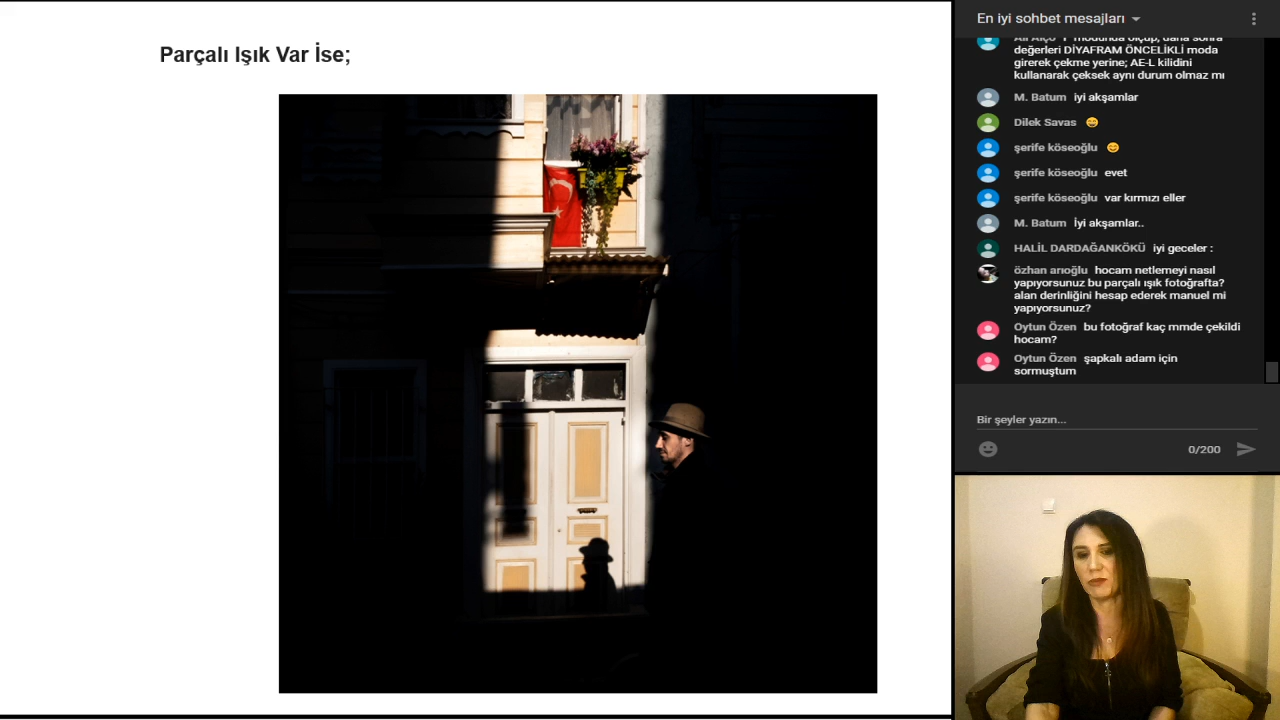 Parçalı Işık Var İse;
En iyi sohbet mesajları
değerleri DİYAFRAM ÖNCELİKLİ moda
girerek çekme yerine; AE-L kilidini
kullanarak çeksek aynı durum olmaz mı
M. Batum iyi akşamlar
Dilek Savas 😊
şerife köseoğlu 😊
şerife köseoğlu evet
şerife köseoğlu var kırmızı eller
M. Batum İyi akşamlar..
HALİL DARDAĞANKÖKÜ iyi geceler :
özhan arıoğlu hocam netlemeyi nasıl
yapıyorsunuz bu parçalı ışık fotoğrafta?
alan derinliğini hesap ederek manuel mi
yapıyorsunuz?
Oytun Özen bu fotoğraf kaç mmde çekildi
hocam?
Oytun Özen şapkalı adam için
sormuştum
Bir şeyler yazın...
0/200